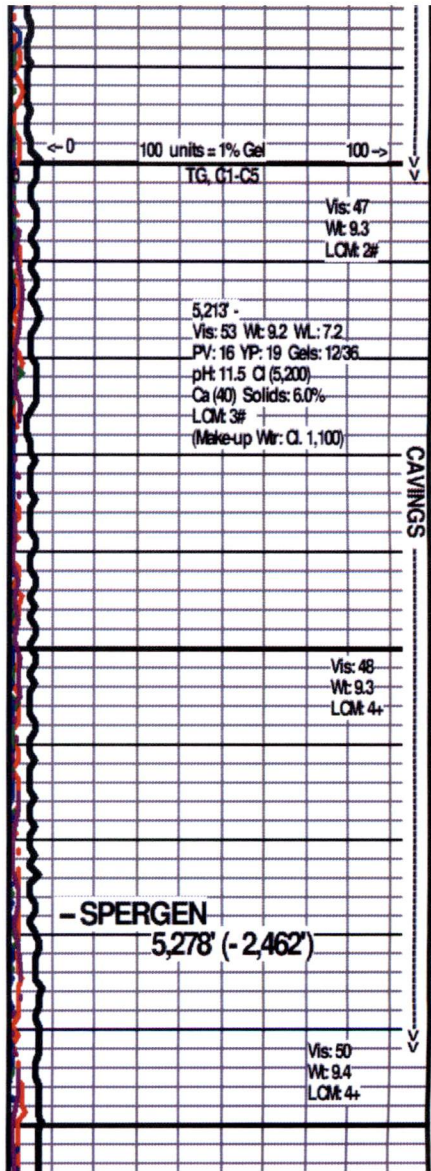 <- 0 100 units = 1% Gel 100 ->
TG, C1-C5
Vis: 47
Wt: 9.3
LCM: 2#
5,213' -
Vis: 53 Wt: 9.2 WL: 7.2
PV: 16 YP: 19 Gels: 12/36
pH: 11.5 Cl (5,200)
Ca (40) Solids: 6.0%
LCM: 3#
(Make-up Wtr: Cl. 1,100)
CAVINGS
Vis: 48
Wt: 9.3
LCM: 4+
- SPERGEN
5,278' (- 2,462')
Vis: 50
Wt: 9.4
LCM: 4+